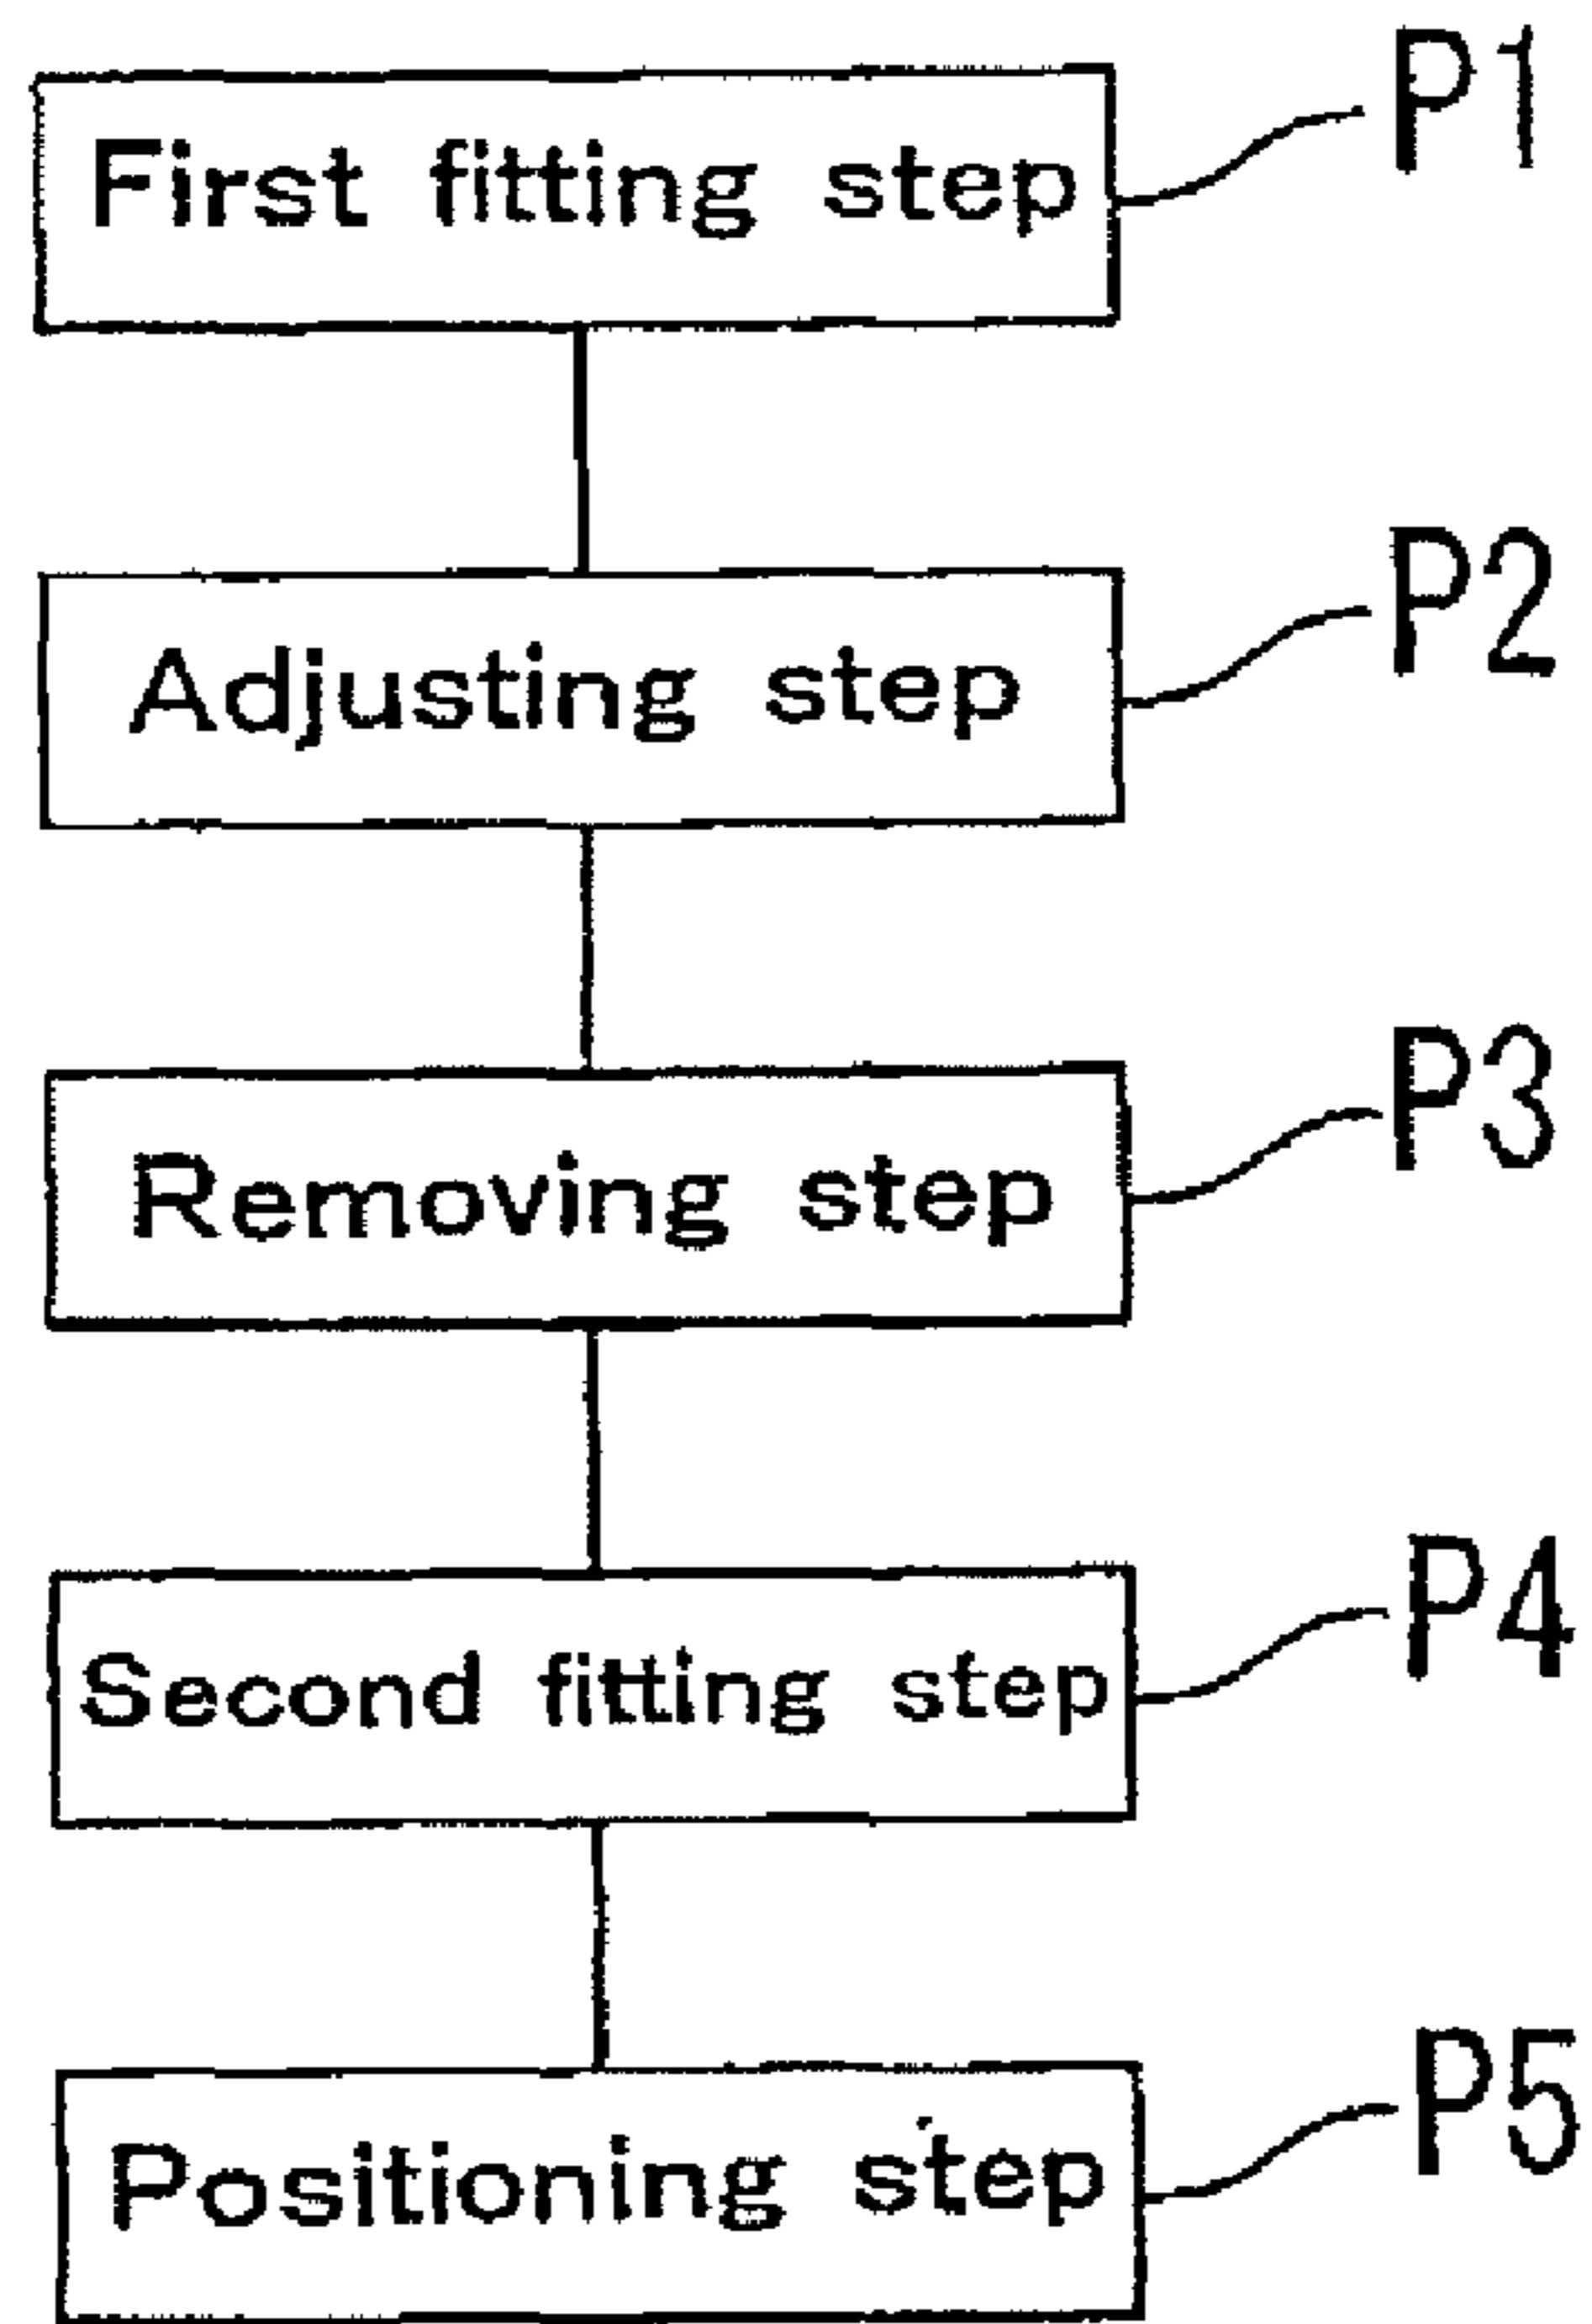 First fitting step P1
Adjusting step P2
Removing step P3
Second fitting step P4
Positioning step P5